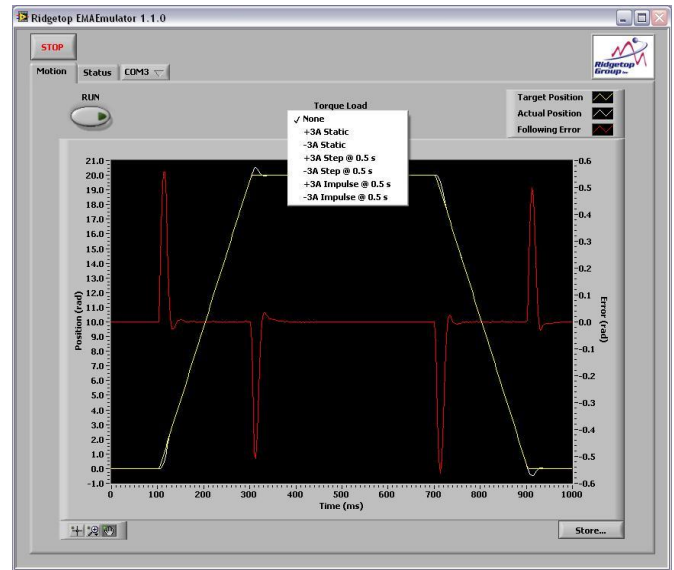 Ridgetop EMAEmulator 1.1.0
STOP
Ridgetop
Group Inc
Motion Status COM3
RUN
Torque Load
✓ None
+3A Static
-3A Static
+3A Step @ 0.5 s
-3A Step @ 0.5 s
+3A Impulse @ 0.5 s
-3A Impulse @ 0.5 s
Target Position
Actual Position
Following Error
Position (rad)
21.0
20.0
19.0
18.0
17.0
16.0
15.0
14.0
13.0
12.0
11.0
10.0
9.0
8.0
7.0
6.0
5.0
4.0
3.0
2.0
1.0
0.0
-1.0
-0.6
-0.5
-0.4
-0.3
-0.2
0.1
0.0
-0.1
-0.2
-0.3
-0.4
-0.5
-0.6
Error (rad)
0 100 200 300 400 500 600 700 800 900 1000
Time (ms)
Store...